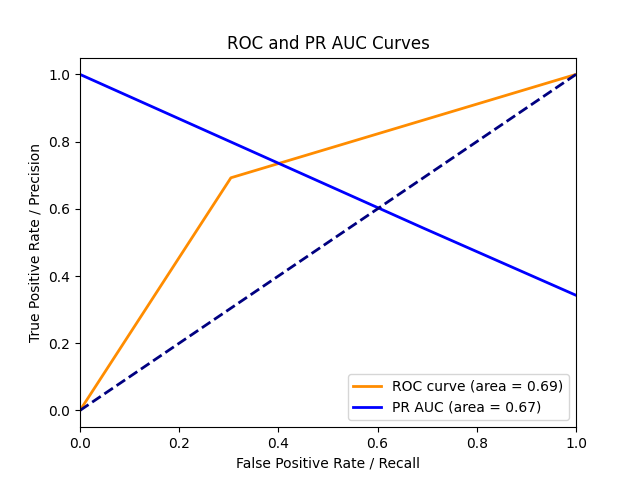 ROC and PR AUC Curves
True Positive Rate / Precision
1.0
0.8
0.6
0.4
0.2
0.0
ROC curve (area = 0.69)
PR AUC (area = 0.67)
0.0 0.2 0.4 0.6 0.8 1.0
False Positive Rate / Recall